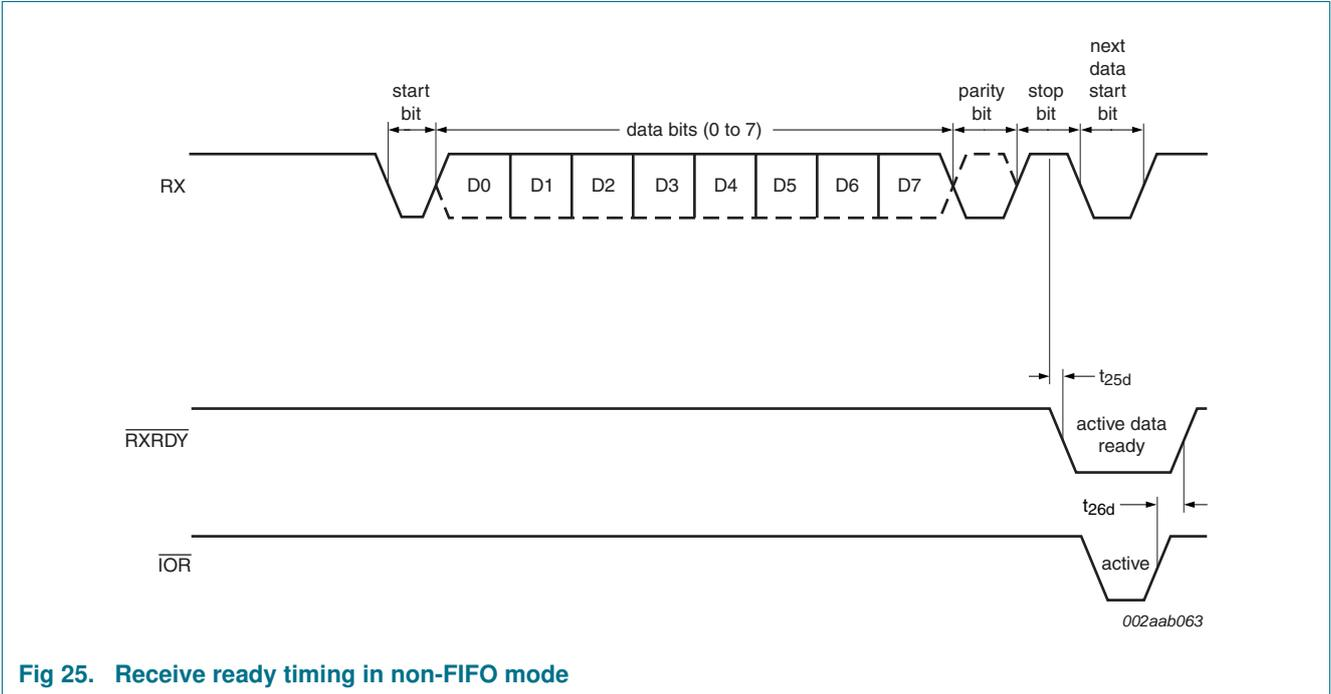 next
data
start
bit
start
bit
parity
bit
stop
bit
data bits (0 to 7)
RX
D0 D1 D2 D3 D4 D5 D6 D7
t25d
RXRDY
active data
ready
t26d
IOR
active
002aab063
Fig 25. Receive ready timing in non-FIFO mode